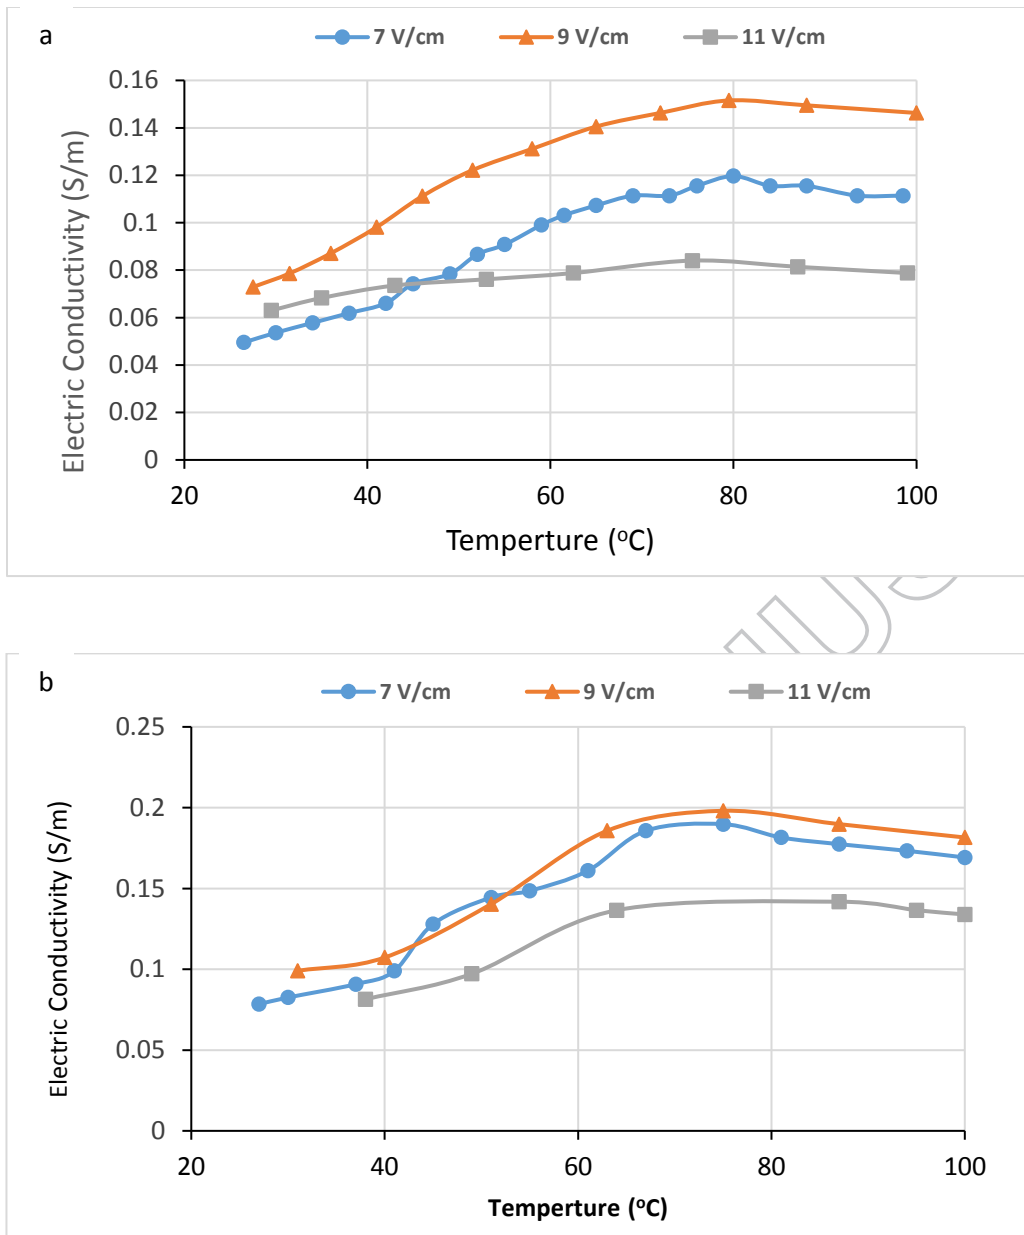 a
7 V/cm 9 V/cm 11 V/cm
0.16
0.14
0.12
0.1
0.08
0.06
0.04
0.02
0
Electric Conductivity (S/m)
20 40 60 80 100
Temperture (°C)
b
7 V/cm 9 V/cm 11 V/cm
0.25
0.2
0.15
0.1
0.05
0
Electric Conductivity (S/m)
20 40 60 80 100
Temperture (°C)